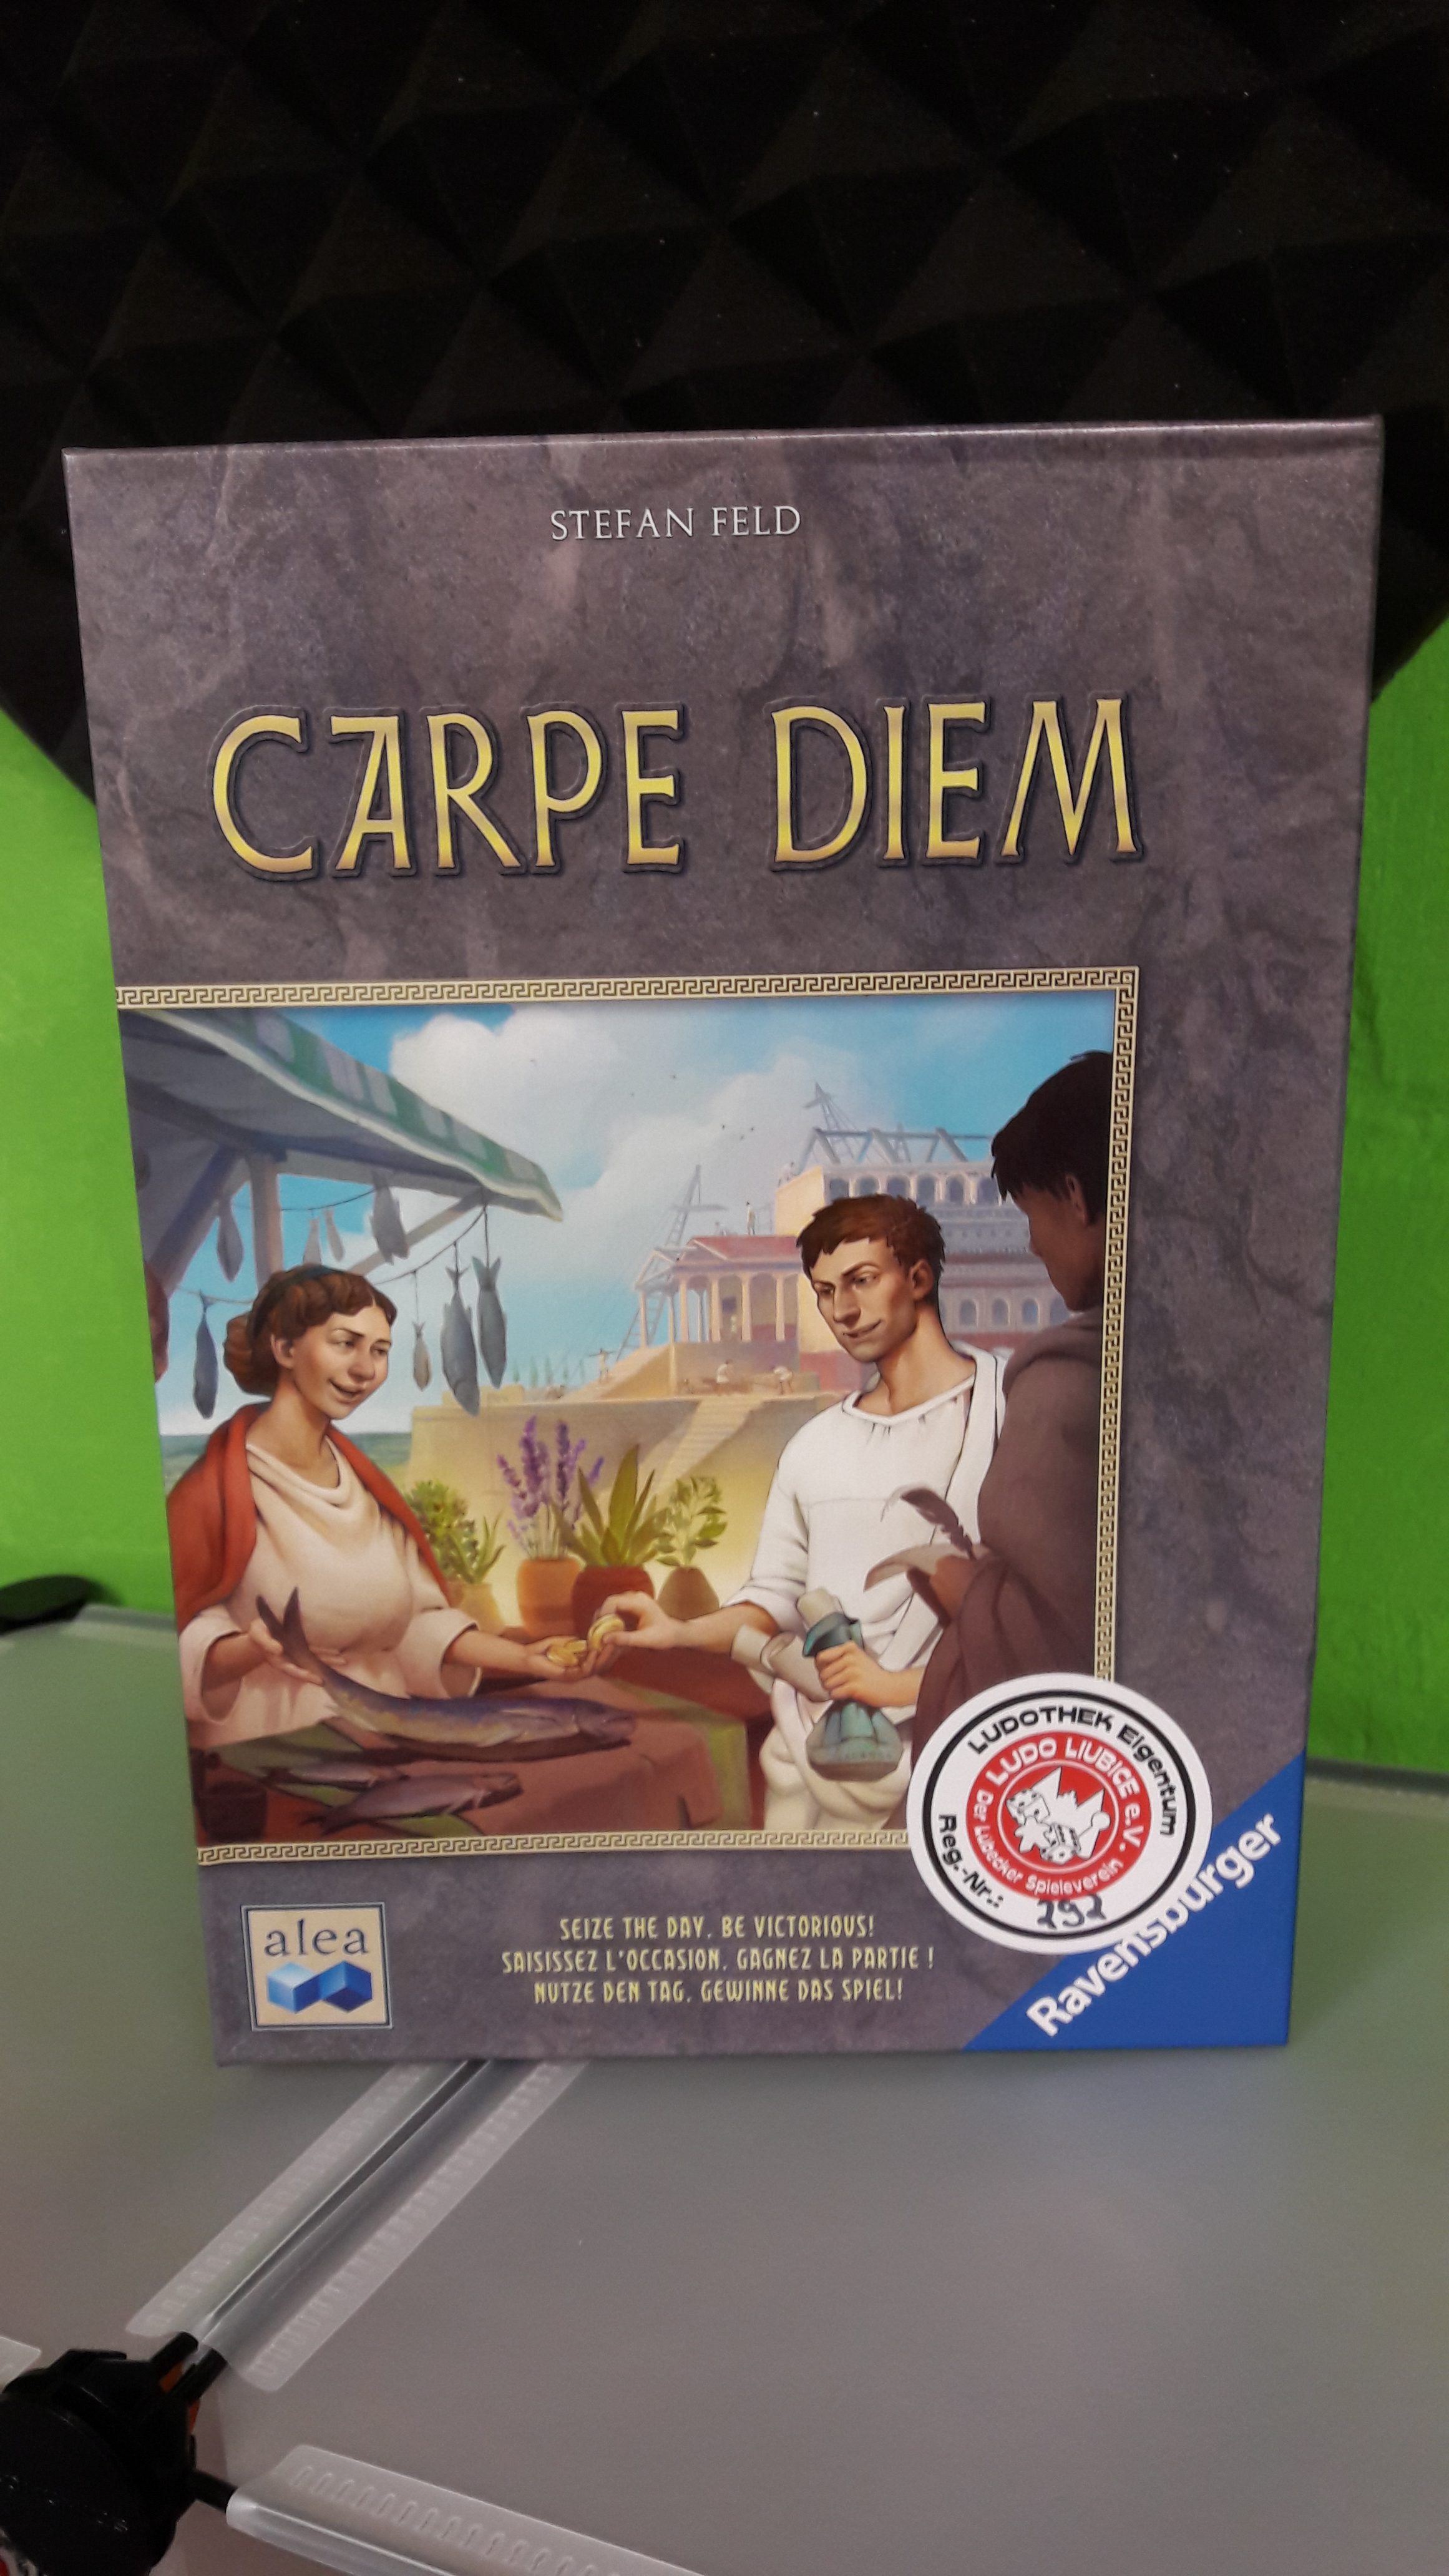 STEFAN FELD
CARPE DIEM
LUDOTHEK Eigentum
LUDO LIUBICE e.V.
Der Lübecker Spieleverein
Reg.-Nr.:
292
alea
SEIZE THE DAY, BE VICTORIOUS!
SAISISSEZ L'OCCASION, GAGNEZ LA PARTIE !
NUTZE DEN TAG, GEWINNE DAS SPIEL!
Ravensburger